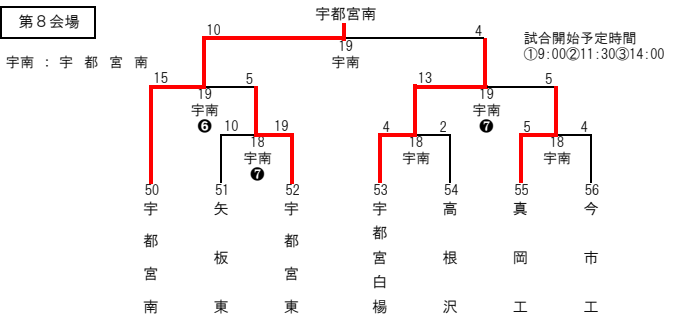 第８会場
宇都宮南
10
4
試合開始予定時間
①9:00②11:30③14:00
19
宇南
宇南 : 宇 都 宮 南
15
5
13
5
19
宇南
❻
19
宇南
❼
10
19
4
2
5
4
18
宇南
❼
18
宇南
18
宇南
50
51
52
53
54
55
56
宇都宮南
矢板東
宇都宮東
宇都宮白楊
高根沢
真岡工
今市工